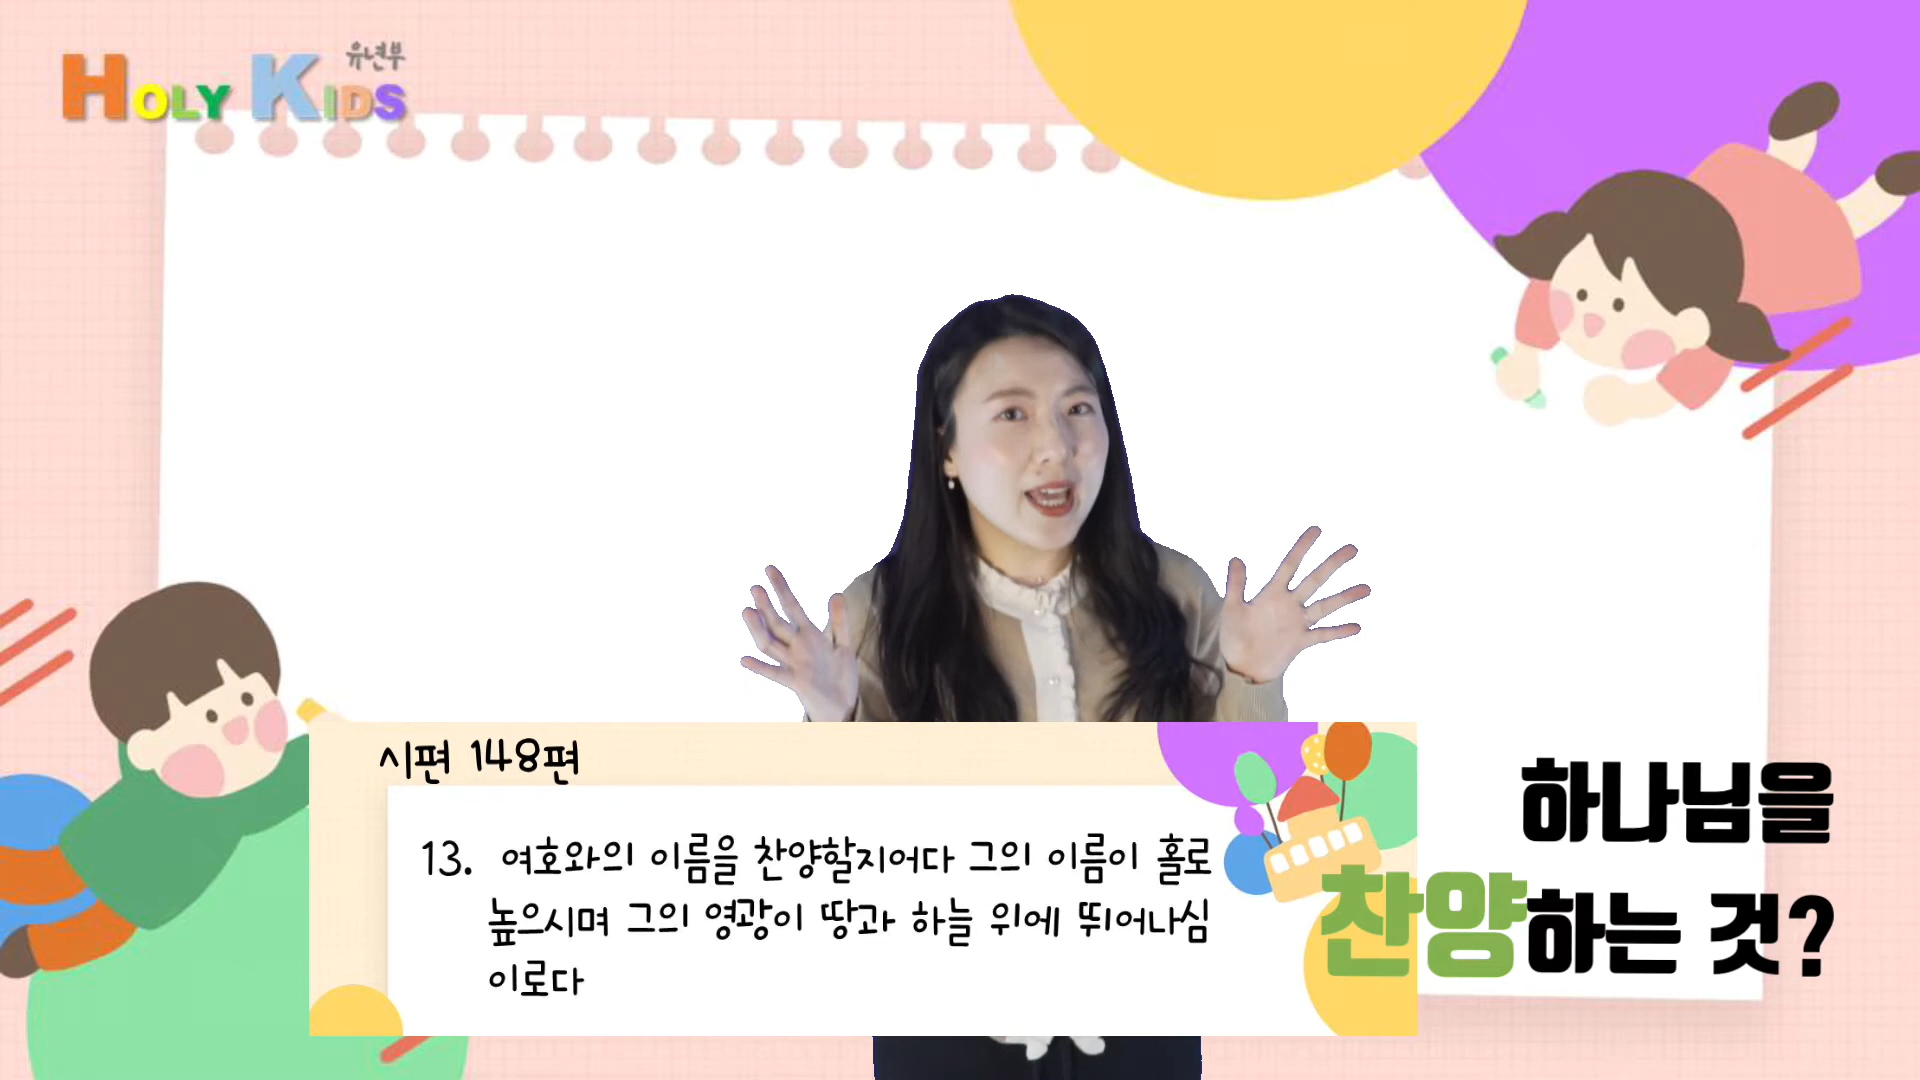 유년부
HOLY KIDS
시편 148편
13. 여호와의 이름을 찬양할지어다 그의 이름이 홀로
높으시며 그의 영광이 땅과 하늘 위에 뛰어나심
이로다
하나님을
찬양하는 것?